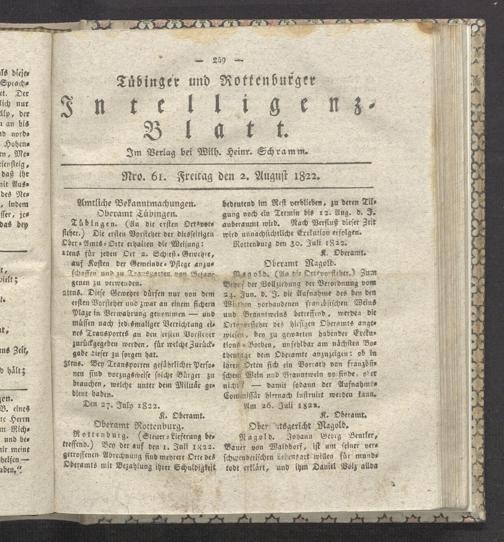 — 259 —
Tübinger und Rottenburger
Intelligenz-
Blatt.
Im Verlag bei Wilh. Heinr. Schramm.
Nro. 61. Freitag den 2. August 1822.
Amtliche Bekanntmachungen.
Oberamt Tübingen.
Tübingen. (An die ersten Ortsvorsteher.)
Die ersten Vorsteher der diesseitigen
Ober-Amts-Orte erhalten die Weisung:
1tens für jeden Ort 2. Schieß-Gewehre,
auf Kosten der Gemeinde-Pflege anzuschaffen
und zu Transporten von Gefangenen
zu verwenden.
2tens. Diese Gewehre dürfen nur von dem
ersten Vorsteher und zwar an einem sichern
Plaze in Verwahrung genommen — und
müssen nach jedesmaliger Verrichtung eines
Transportes an den ersten Vorsteher
zurückgegeben werden, für welche Zurückgabe
dieser zu sorgen hat.
3tens. Bey Transporten gefährlicher Personen
sind vorzugsweise solche Bürger zu
brauchen, welche unter dem Militär gedient
haben.
Den 27. July 1822.
K. Oberamt.
Oberamt Rottenburg.
Rottenburg. (Steuer-Lieferung betreffend.)
Bey der auf den 1. Juli 1822.
getroffenen Abrechnung sind mehrere Orte des
Oberamts mit Bezahlung ihrer Schuldigkeit
bedeutend im Rest verblieben, zu deren Tilgung
noch ein Termin bis 12. Aug. d. J.
anberaumt wird. Nach Verfluß dieser Zeit
wird unnachsichtliche Exekution erfolgen.
Rottenburg den 30. Juli 1822.
K. Oberamt.
Oberamt Nagold.
Nagold. (An die Ortsvorsteher.) Zum
Behuf der Vollziehung der Verordnung vom
23. Jun. d. J. die Aufnahme des bei den
Wirthen vorhandenen französischen Weins
und Branntweins betreffend, werden die
Ortsvorsteher des hiesigen Oberamts angewiesen,
den zu gewarten habenden Exekutions-Boten,
unfehlbar am nächsten Bottentage
dem Oberamte anzuzeigen: ob in
ihren Orten sich ein Vorrath von französischem
Wein und Branntwein vorfinde, oder
nicht — damit sodann der Aufnahms-Commissär
hiernach instruirt werden kann.
Am 26. Juli 1822.
K. Oberamt.
Oberamtsgericht Nagold.
Nagold. Johann Georg Rentler,
Bauer von Walddorf, ist um seiner verschwenderischen
Lebensart willen für mundtodt
erklärt, und ihm Daniel Volz allda